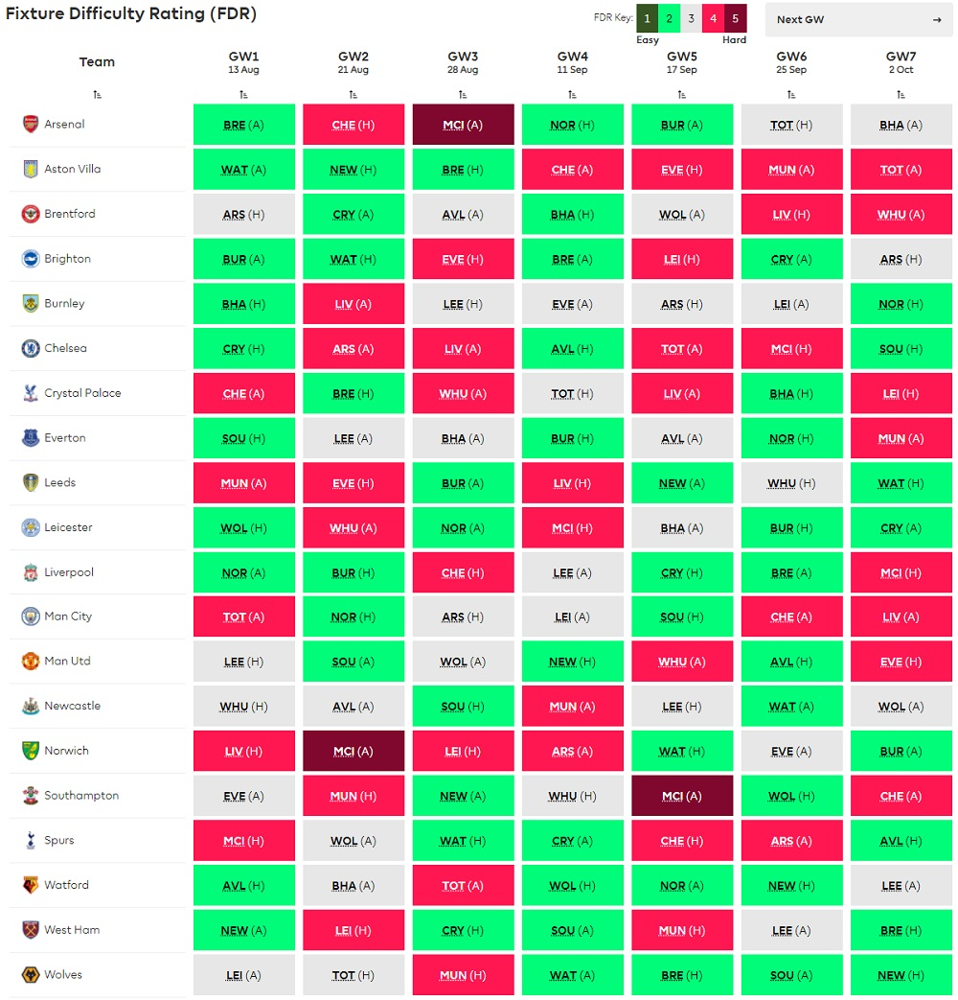 Fixture Difficulty Rating (FDR)
FDR Key: 1 2 3 4 5
Easy Hard
Next GW →
Team GW1 GW2 GW3 GW4 GW5 GW6 GW7
13 Aug 21 Aug 28 Aug 11 Sep 17 Sep 25 Sep 2 Oct
Arsenal BRE (A) CHE (H) MCI (A) NOR (H) BUR (A) TOT (H) BHA (A)
Aston Villa WAT (A) NEW (H) BRE (H) CHE (A) EVE (H) MUN (A) TOT (A)
Brentford ARS (H) CRY (A) AVL (A) BHA (H) WOL (A) LIV (H) WHU (A)
Brighton BUR (A) WAT (H) EVE (H) BRE (A) LEI (H) CRY (A) ARS (H)
Burnley BHA (H) LIV (A) LEE (H) EVE (A) ARS (H) LEI (A) NOR (H)
Chelsea CRY (H) ARS (A) LIV (A) AVL (H) TOT (A) MCI (H) SOU (H)
Crystal Palace CHE (A) BRE (H) WHU (A) TOT (H) LIV (A) BHA (H) LEI (H)
Everton SOU (H) LEE (A) BHA (A) BUR (H) AVL (A) NOR (H) MUN (A)
Leeds MUN (A) EVE (H) BUR (A) LIV (H) NEW (A) WHU (H) WAT (H)
Leicester WOL (H) WHU (A) NOR (A) MCI (H) BHA (A) BUR (H) CRY (A)
Liverpool NOR (A) BUR (H) CHE (H) LEE (A) CRY (H) BRE (A) MCI (H)
Man City TOT (A) NOR (H) ARS (H) LEI (A) SOU (H) CHE (A) LIV (A)
Man Utd LEE (H) SOU (A) WOL (A) NEW (H) WHU (A) AVL (H) EVE (H)
Newcastle WHU (H) AVL (A) SOU (H) MUN (A) LEE (H) WAT (A) WOL (A)
Norwich LIV (H) MCI (A) LEI (H) ARS (A) WAT (H) EVE (A) BUR (A)
Southampton EVE (A) MUN (H) NEW (A) WHU (H) MCI (A) WOL (H) CHE (A)
Spurs MCI (H) WOL (A) WAT (H) CRY (A) CHE (H) ARS (A) AVL (H)
Watford AVL (H) BHA (A) TOT (A) WOL (H) NOR (A) NEW (H) LEE (A)
West Ham NEW (A) LEI (H) CRY (H) SOU (A) MUN (H) LEE (A) BRE (H)
Wolves LEI (A) TOT (H) MUN (H) WAT (A) BRE (H) SOU (A) NEW (H)